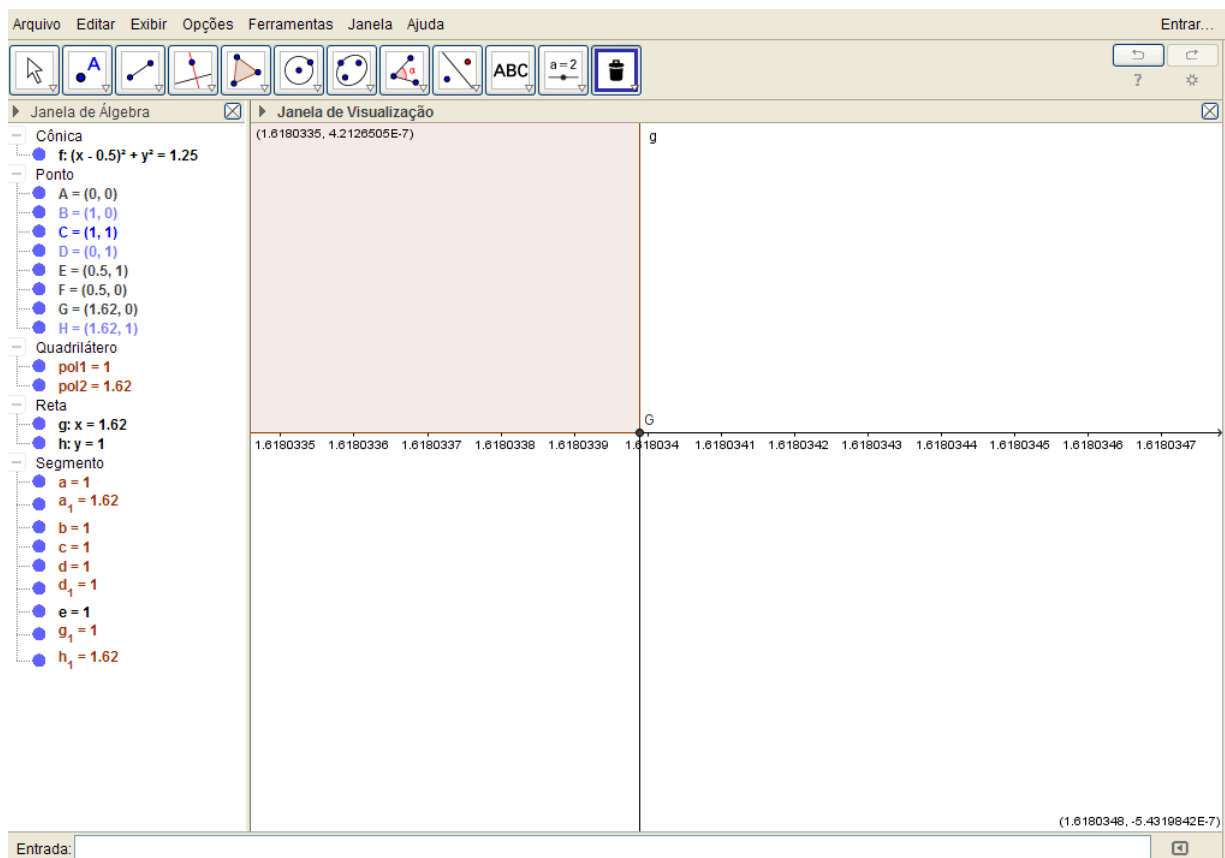 Arquivo Editar Exibir Opções Ferramentas Janela Ajuda Entrar...
A α ABC a = 2 ?
Janela de Álgebra
Cônica
f: (x - 0.5)² + y² = 1.25
Ponto
A = (0, 0)
B = (1, 0)
C = (1, 1)
D = (0, 1)
E = (0.5, 1)
F = (0.5, 0)
G = (1.62, 0)
H = (1.62, 1)
Quadrilátero
pol1 = 1
pol2 = 1.62
Reta
g: x = 1.62
h: y = 1
Segmento
a = 1
a₁ = 1.62
b = 1
c = 1
d = 1
d₁ = 1
e = 1
g₁ = 1
h₁ = 1.62
Janela de Visualização
(1.6180335, 4.2126505E-7)
g
G
1.6180335 1.6180336 1.6180337 1.6180338 1.6180339 1.618034 1.6180341 1.6180342 1.6180343 1.6180344 1.6180345 1.6180346 1.6180347
(1.6180348, -5.4319842E-7)
Entrada: